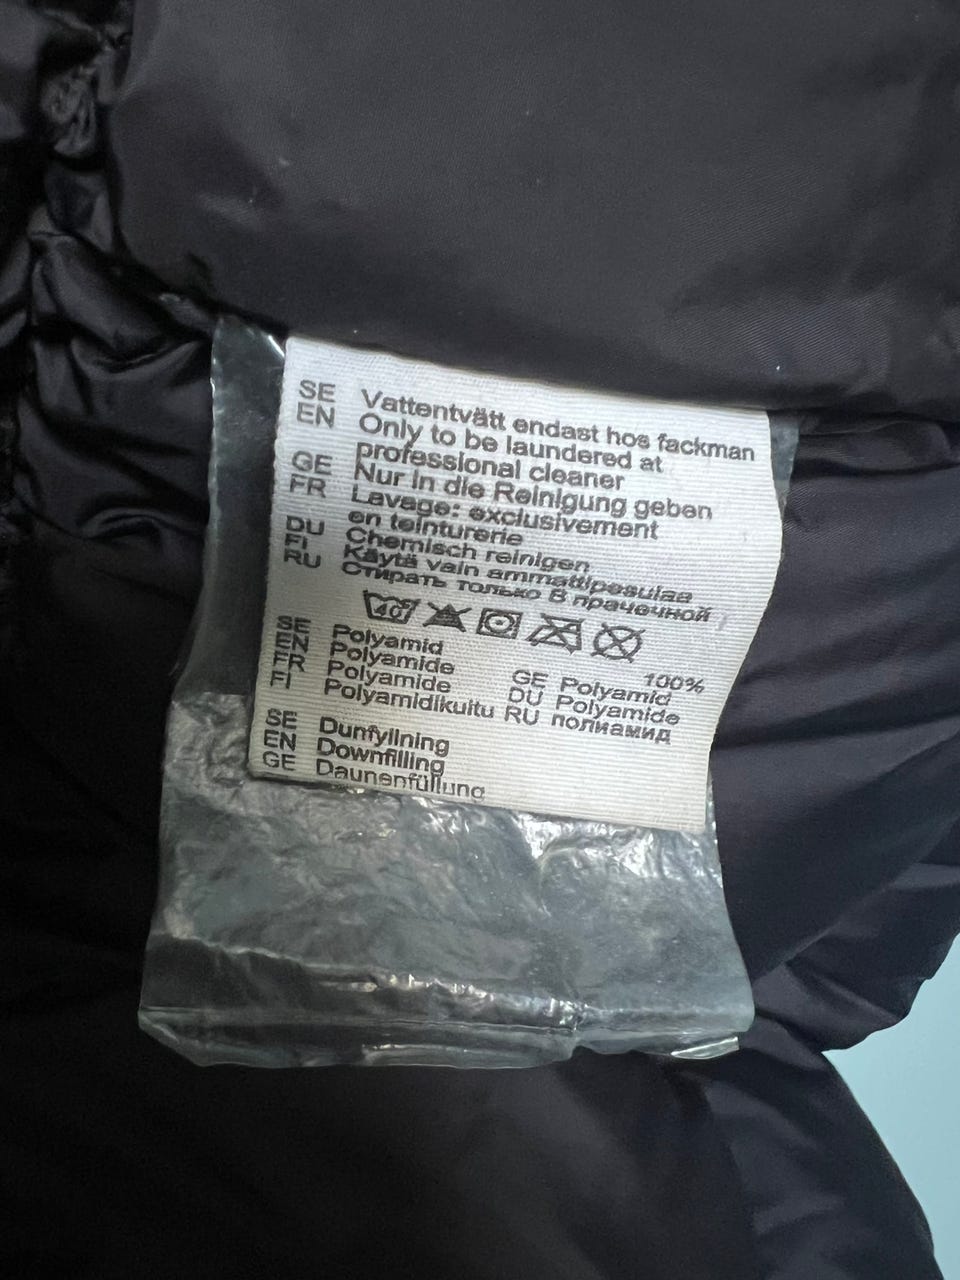 SE Vattentvätt endast hos fackman
EN Only to be laundered at
professional cleaner
GE Nur in die Reinigung geben
FR Lavage: exclusivement
en teinturerie
DU Chemisch reinigen
FI Käytä vain ammattipesulaa
RU Стирать только в прачечной
40
100%
SE Polyamid
EN Polyamide
FR Polyamide
FI Polyamidikuitu
GE Polyamid
DU Polyamide
RU полиамид
SE Dunfyllning
EN Downfilling
GE Daunenfüllung